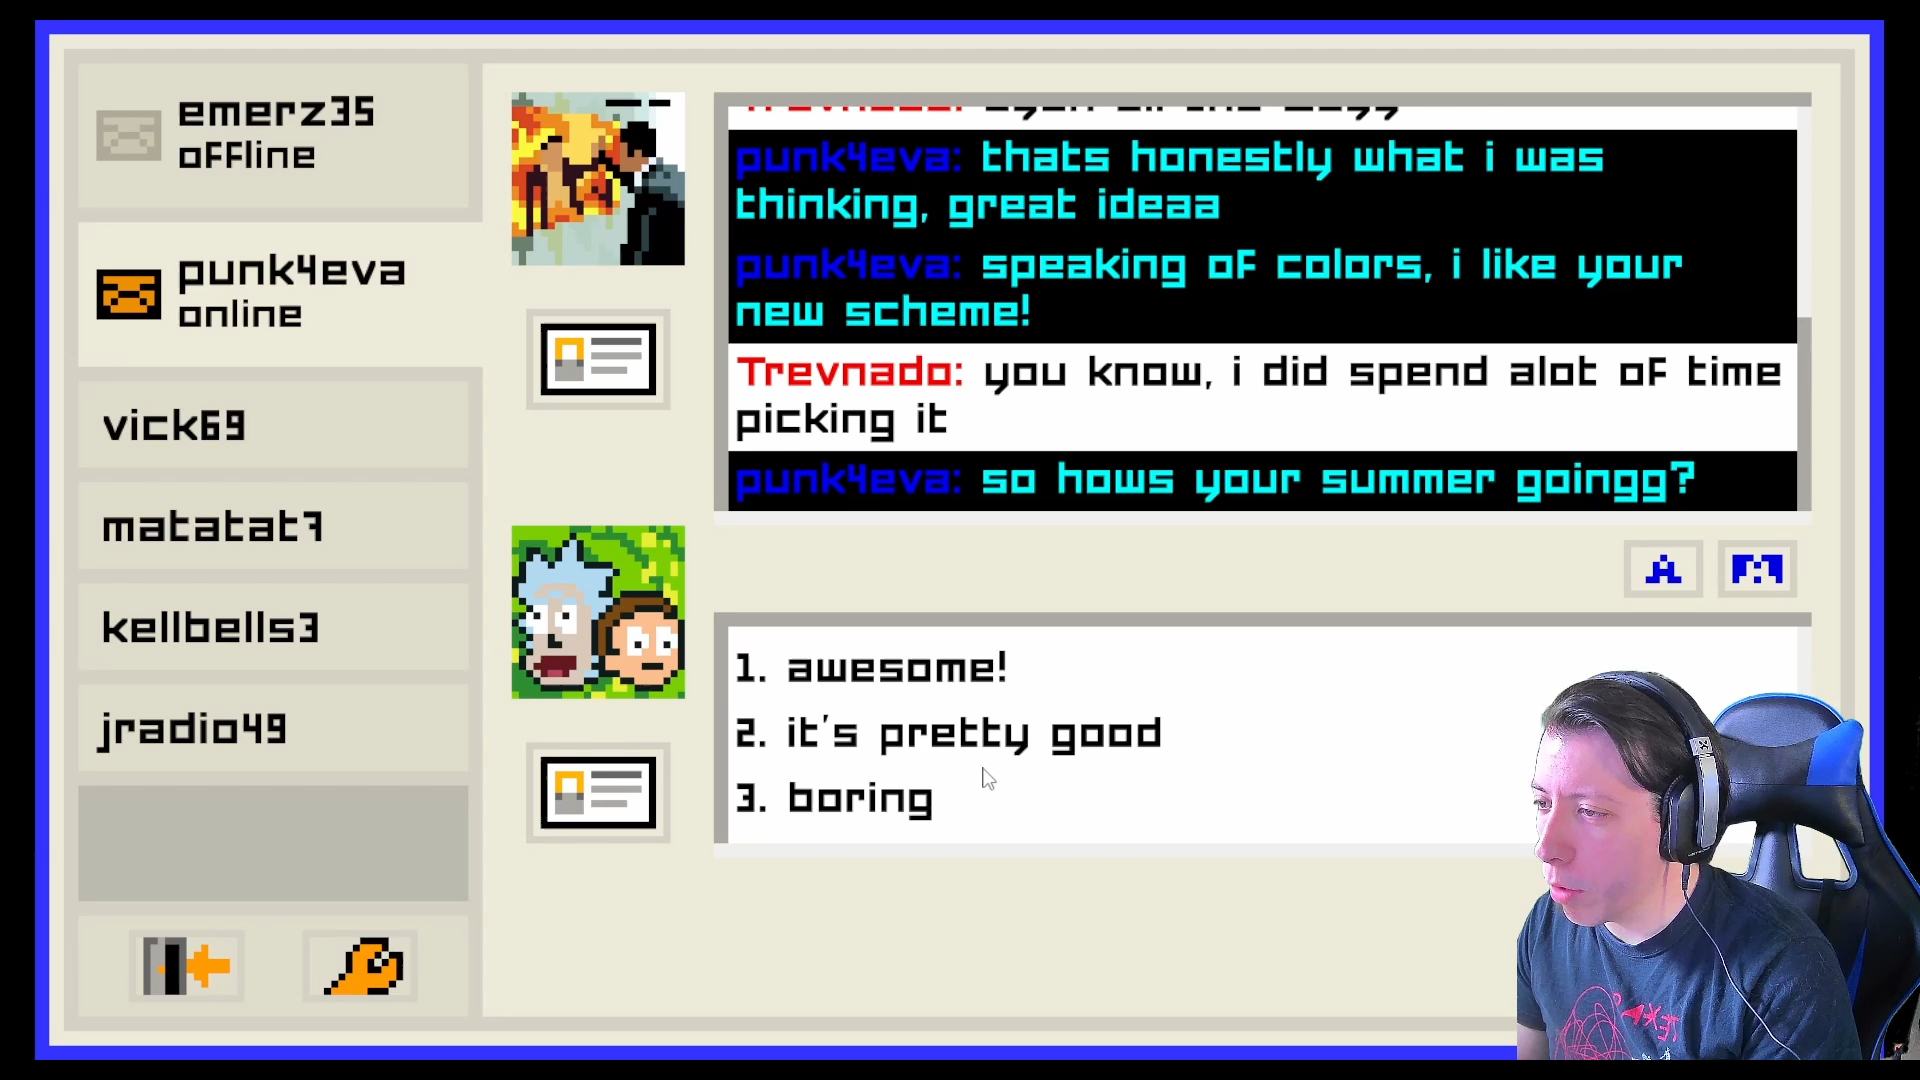 emerz35
offline
punk4eva
online
vick69
matatat7
kellbells3
jradio49
punk4eva: thats honestly what i was
thinking, great ideaa
punk4eva: speaking of colors, i like your
new scheme!
Trevnado: you know, i did spend alot of time
picking it
punk4eva: so hows your summer goingg?
A M
1. awesome!
2. it's pretty good
3. boring